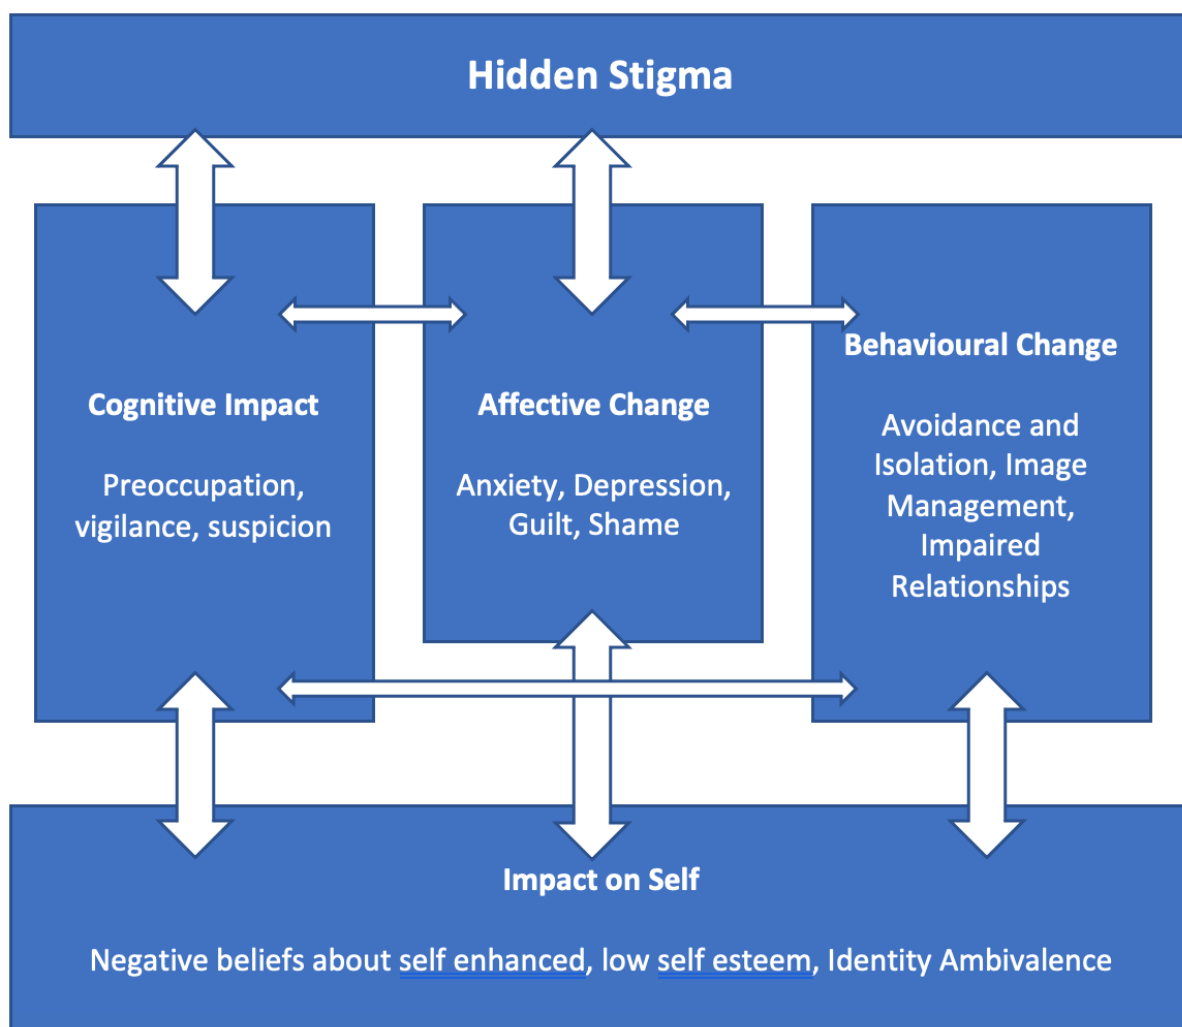 Hidden Stigma
Cognitive Impact
Preoccupation,
vigilance, suspicion
Affective Change
Anxiety, Depression,
Guilt, Shame
Behavioural Change
Avoidance and
Isolation, Image
Management,
Impaired
Relationships
Impact on Self
Negative beliefs about self enhanced, low self esteem, Identity Ambivalence